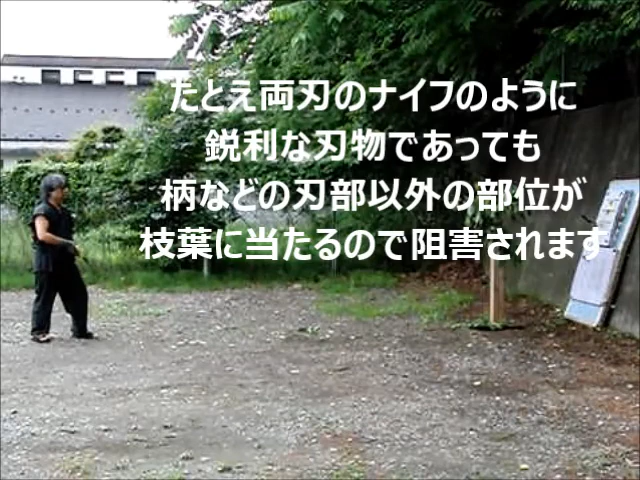 たとえ両刃のナイフのように
鋭利な刃物であっても
柄などの刃部以外の部位が
枝葉に当たるので阻害されます